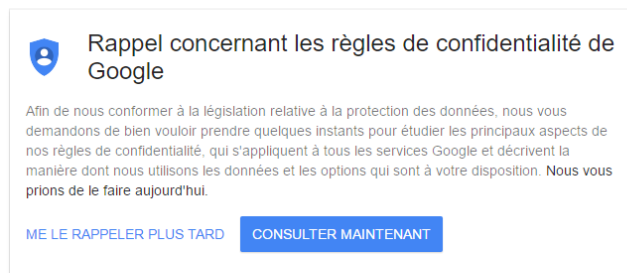 Rappel concernant les règles de confidentialité de
Google
Afin de nous conformer à la législation relative à la protection des données, nous vous
demandons de bien vouloir prendre quelques instants pour étudier les principaux aspects de
nos règles de confidentialité, qui s'appliquent à tous les services Google et décrivent la
manière dont nous utilisons les données et les options qui sont à votre disposition. Nous vous
prions de le faire aujourd'hui.
ME LE RAPPELER PLUS TARD CONSULTER MAINTENANT